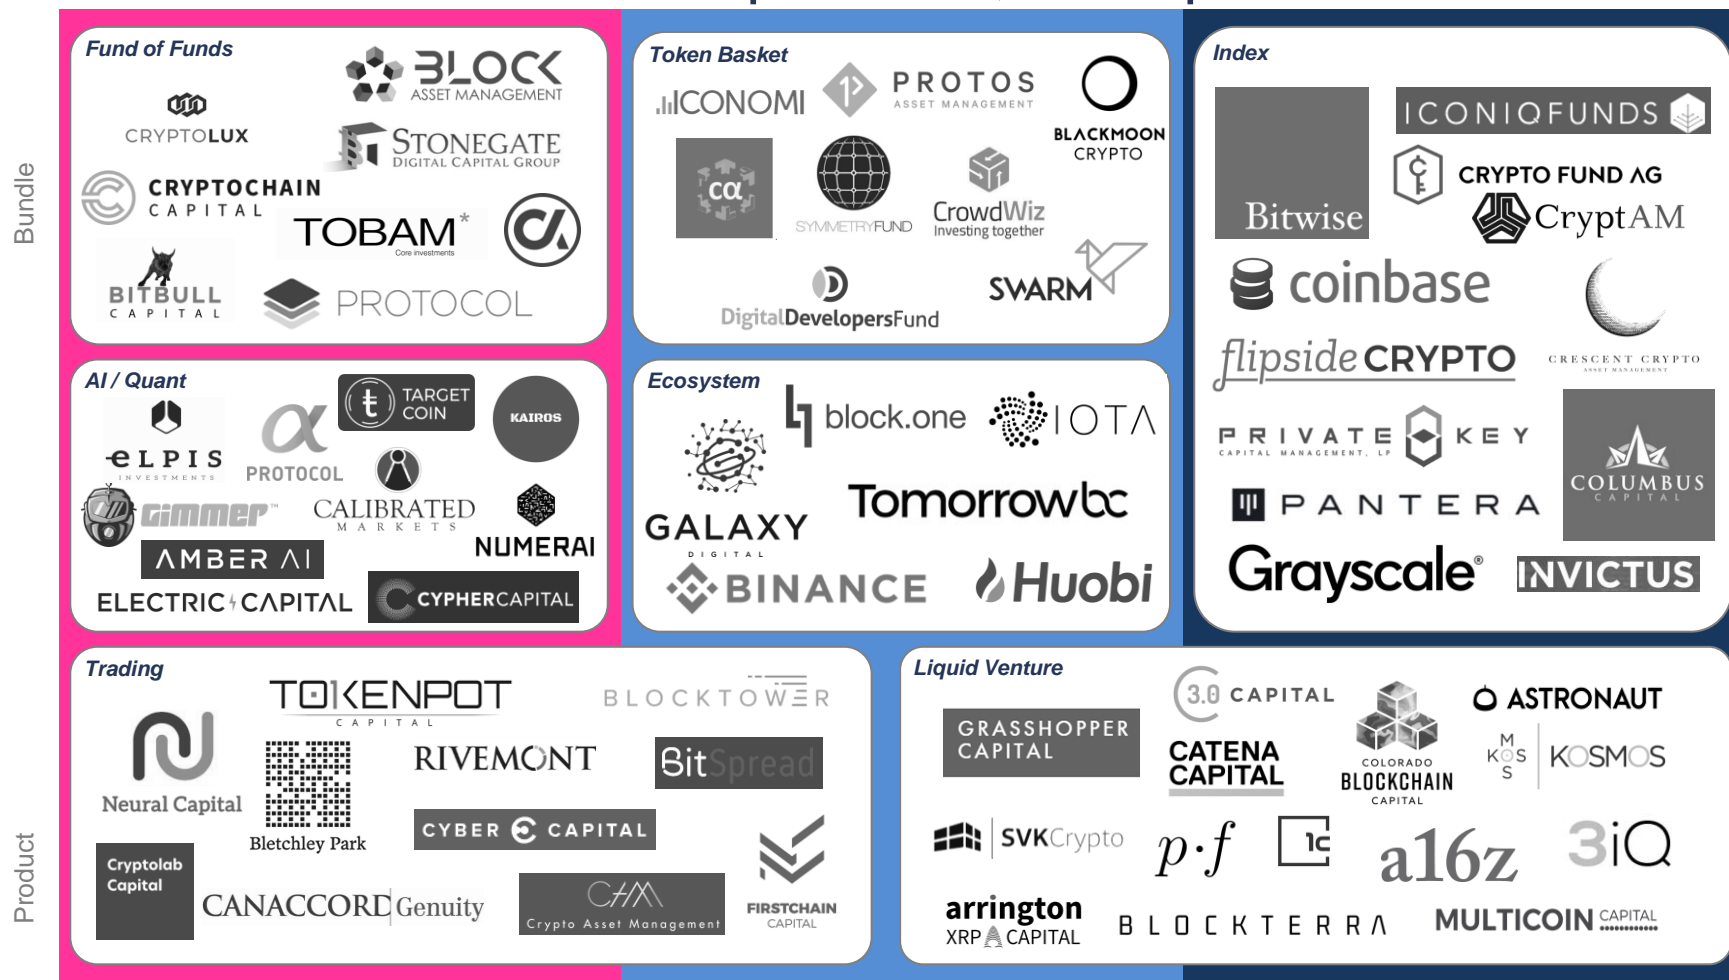 Bundle
Product
Fund of Funds
BLOCK
ASSET MANAGEMENT
CRYPTOLUX
STONEGATE
DIGITAL CAPITAL GROUP
CRYPTOCHAIN
CAPITAL
TOBAM*
Core investments
BITBULL
CAPITAL
PROTOCOL
Token Basket
ICONOMI
PROTOS
ASSET MANAGEMENT
BLACKMOON
CRYPTO
cα
SYMMETRYFUND
CrowdWiz
Investing together
SWARM
DigitalDevelopersFund
Index
Bitwise
ICONIQFUNDS
CRYPTO FUND AG
CryptAM
coinbase
CRESCENT CRYPTO
ASSET MANAGEMENT
flipside CRYPTO
PRIVATE KEY
CAPITAL MANAGEMENT, LP
COLUMBUS
CAPITAL
PANTERA
Grayscale®
INVICTUS
AI / Quant
ELPIS
INVESTMENTS
PROTOCOL
TARGET
COIN
KAIROS
GIMMER™
CALIBRATED
MARKETS
NUMERAI
AMBER AI
ELECTRIC CAPITAL
CYPHERCAPITAL
Ecosystem
block.one
IOTA
GALAXY
DIGITAL
Tomorrowbc
BINANCE
Huobi
Trading
TOKENPOT
CAPITAL
BLOCKTOWER
Neural Capital
Bletchley Park
RIVEMONT
BitSpread
CYBER CAPITAL
Cryptolab
Capital
CANACCORD Genuity
CAM
Crypto Asset Management
FIRSTCHAIN
CAPITAL
Liquid Venture
GRASSHOPPER
CAPITAL
3.0 CAPITAL
CATENA
CAPITAL
COLORADO
BLOCKCHAIN
CAPITAL
ASTRONAUT
KOSMOS
KOSMOS
SVKCrypto
p·f
1c
a16z
3iQ
arrington
XRP CAPITAL
BLOCKTERRA
MULTICOIN CAPITAL